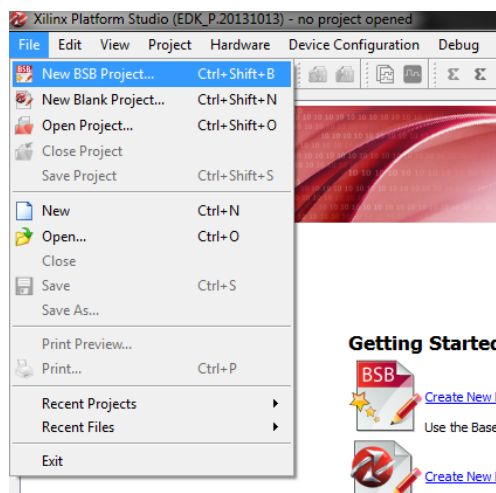 Xilinx Platform Studio (EDK_P.20131013) - no project opened
File Edit View Project Hardware Device Configuration Debug
New BSB Project... Ctrl+Shift+B
New Blank Project... Ctrl+Shift+N
Open Project... Ctrl+Shift+O
Close Project
Save Project Ctrl+Shift+S
New Ctrl+N
Open... Ctrl+O
Close
Save Ctrl+S
Save As...
Print Preview...
Print... Ctrl+P
Recent Projects
Recent Files
Exit
Getting Started
BSB
Create New
Use the Base
Create New